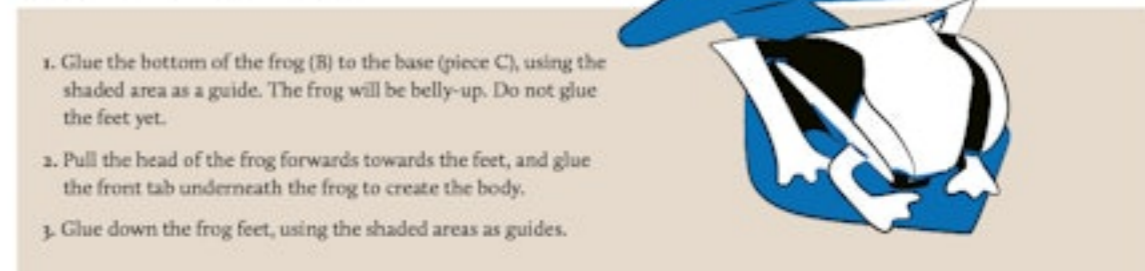 1. Glue the bottom of the frog (B) to the base (piece C), using the
shaded area as a guide. The frog will be belly-up. Do not glue
the feet yet.
2. Pull the head of the frog forwards towards the feet, and glue
the front tab underneath the frog to create the body.
3. Glue down the frog feet, using the shaded areas as guides.